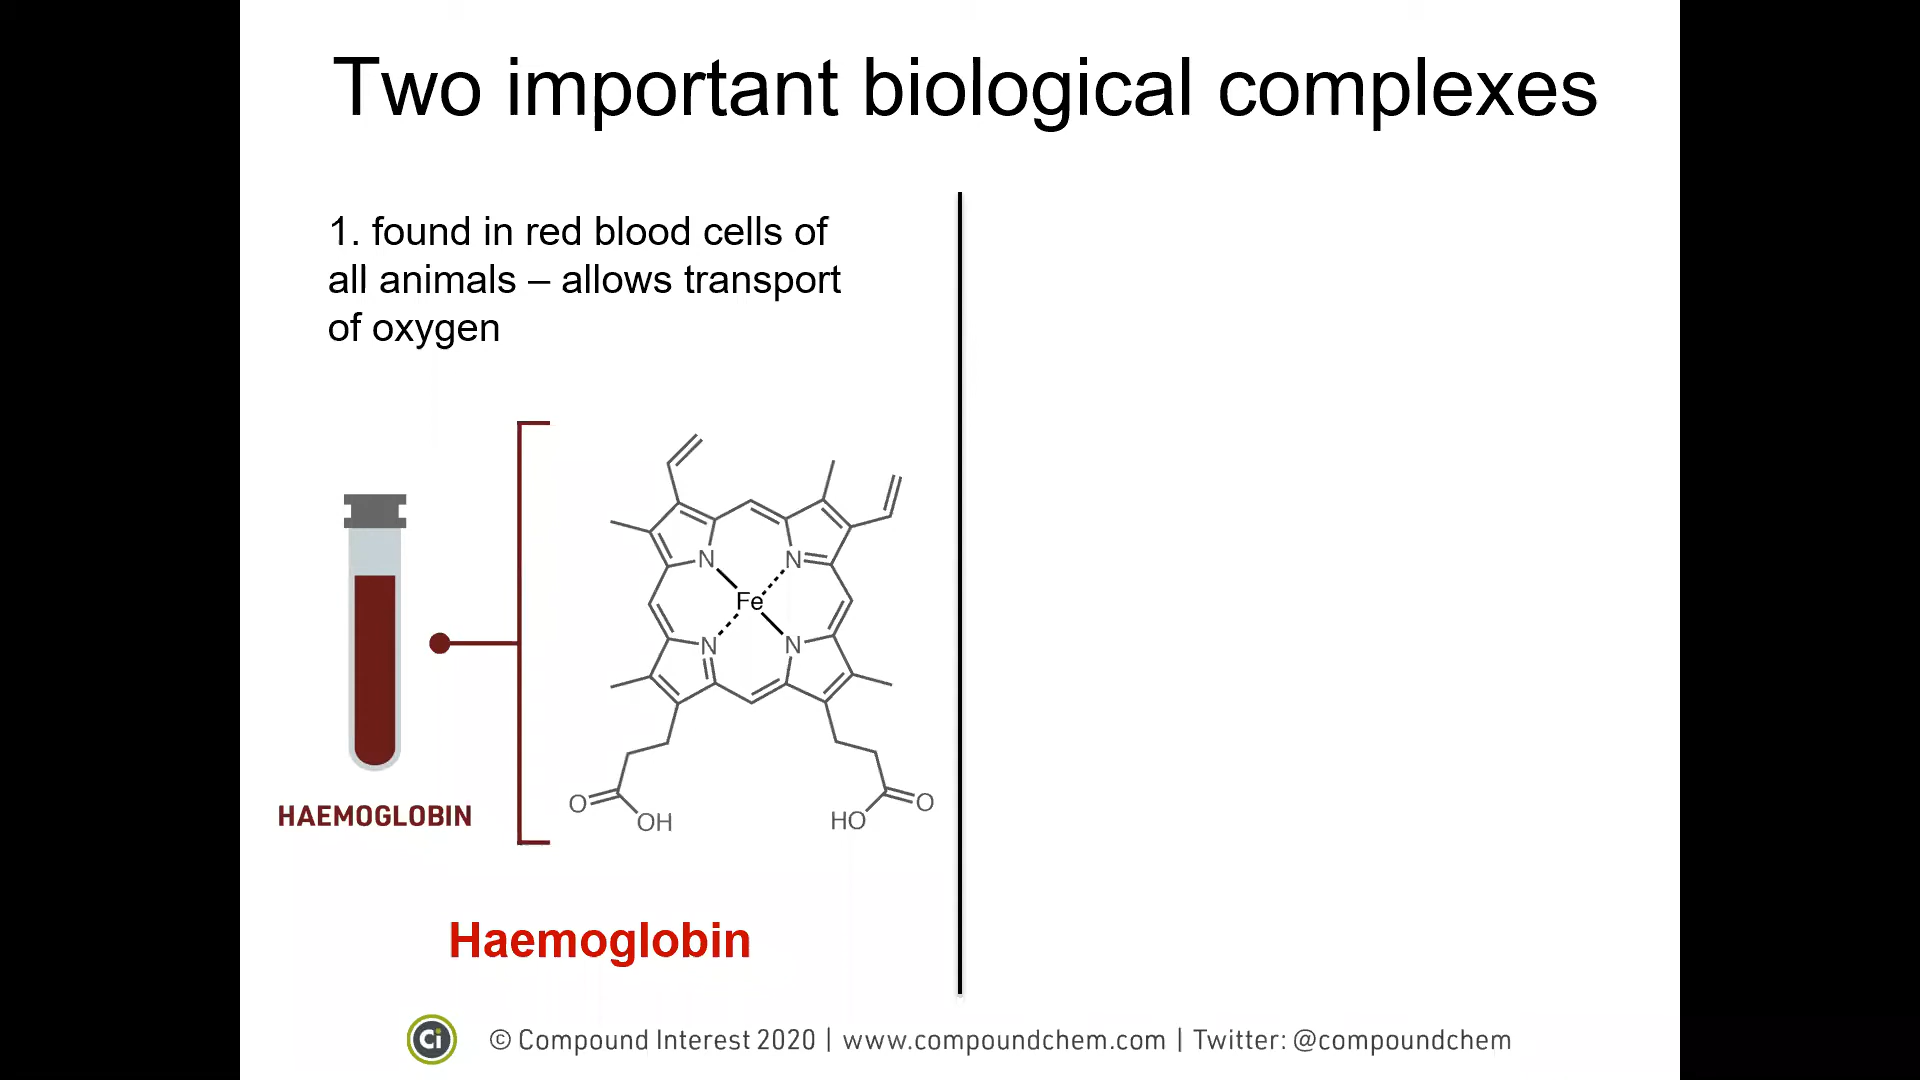 Two important biological complexes
1. found in red blood cells of
all animals – allows transport
of oxygen
N
N
Fe
N
N
O
OH
HO
O
HAEMOGLOBIN
Haemoglobin
Ci
© Compound Interest 2020 | www.compoundchem.com | Twitter: @compoundchem